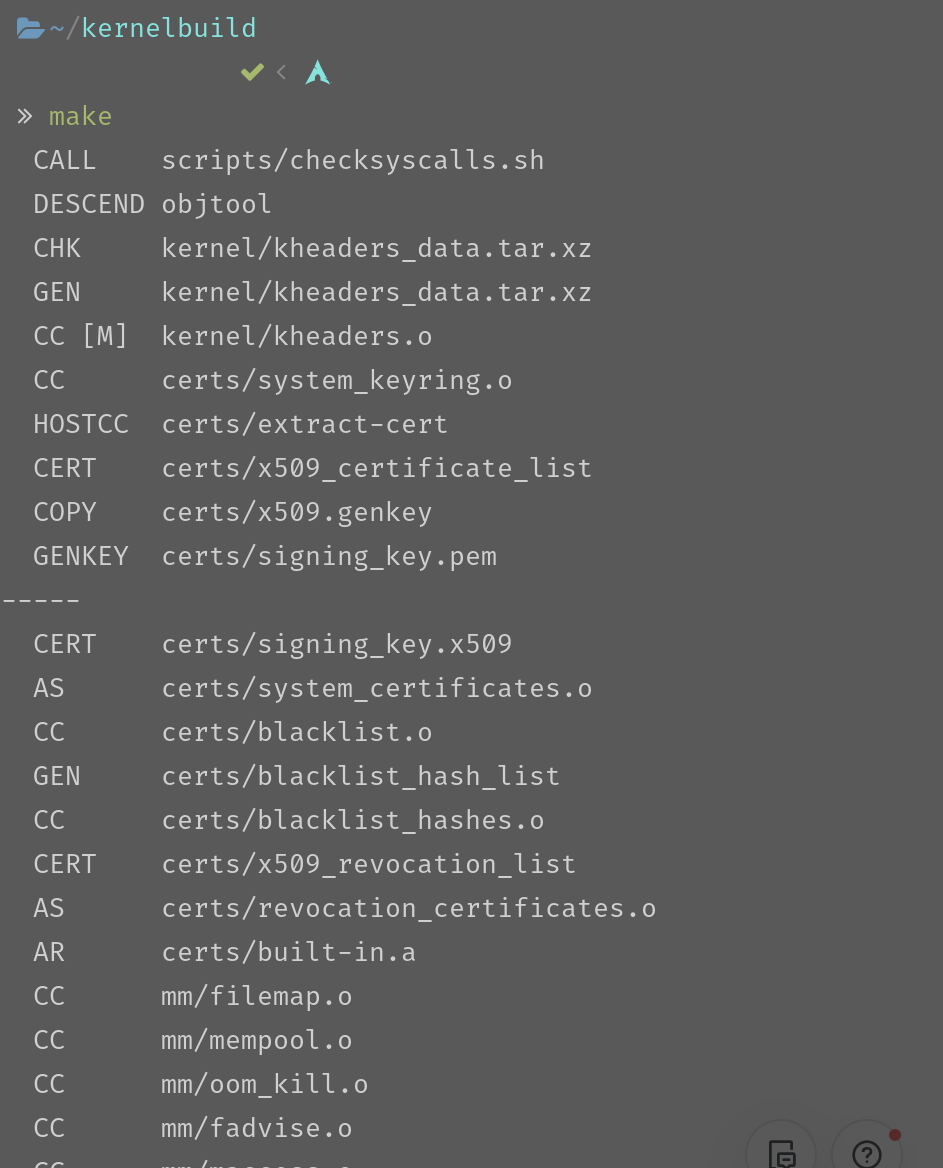 ~/kernelbuild
» make
CALL scripts/checksyscalls.sh
DESCEND objtool
CHK kernel/kheaders_data.tar.xz
GEN kernel/kheaders_data.tar.xz
CC [M] kernel/kheaders.o
CC certs/system_keyring.o
HOSTCC certs/extract-cert
CERT certs/x509_certificate_list
COPY certs/x509.genkey
GENKEY certs/signing_key.pem
-----
CERT certs/signing_key.x509
AS certs/system_certificates.o
CC certs/blacklist.o
GEN certs/blacklist_hash_list
CC certs/blacklist_hashes.o
CERT certs/x509_revocation_list
AS certs/revocation_certificates.o
AR certs/built-in.a
CC mm/filemap.o
CC mm/mempool.o
CC mm/oom_kill.o
CC mm/fadvise.o